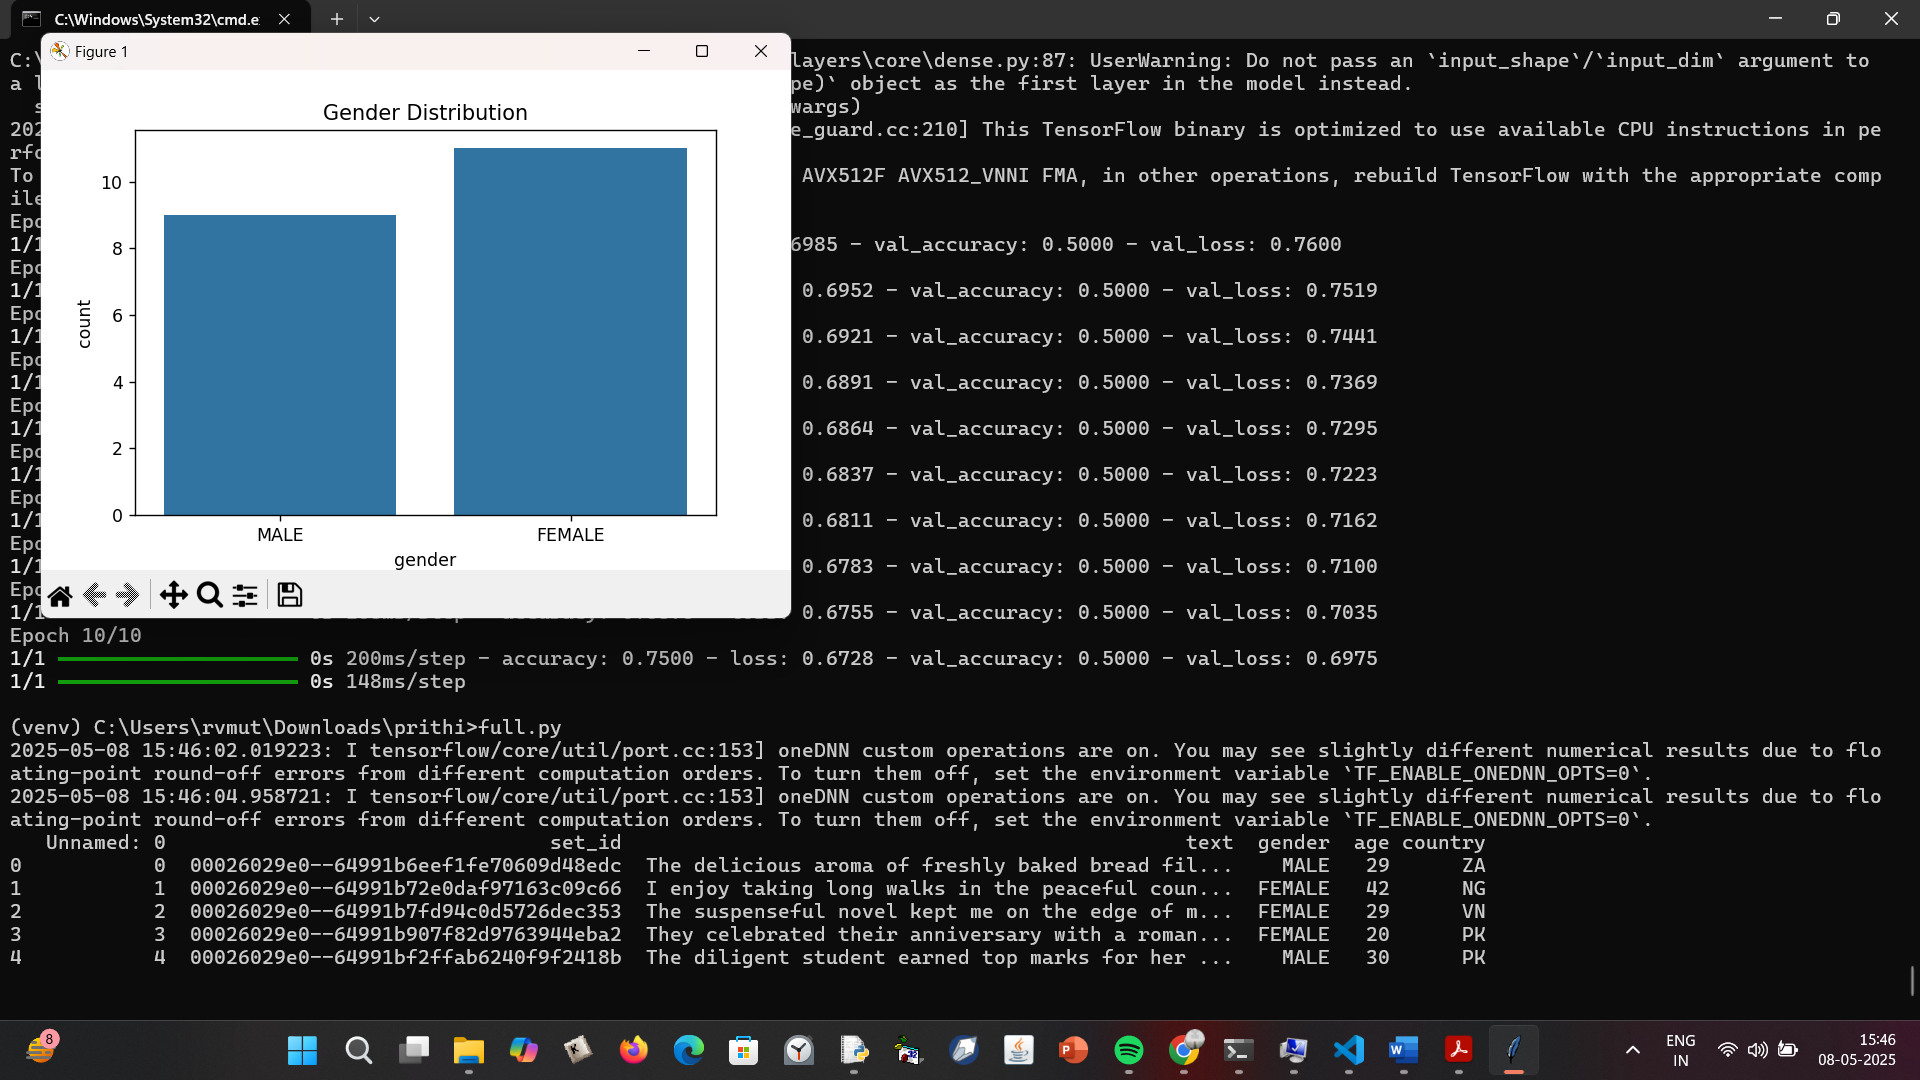 C:\Windows\System32\cmd.e
Figure 1
C:\
layers\core\dense.py:87: UserWarning: Do not pass an `input_shape`/`input_dim` argument to
a l
pe)` object as the first layer in the model instead.
s
wargs)
202
e_guard.cc:210] This TensorFlow binary is optimized to use available CPU instructions in pe
rfo
To
AVX512F AVX512_VNNI FMA, in other operations, rebuild TensorFlow with the appropriate comp
ile
Epo
1/1
6985 - val_accuracy: 0.5000 - val_loss: 0.7600
Epo
1/1
0.6952 - val_accuracy: 0.5000 - val_loss: 0.7519
Epo
1/1
0.6921 - val_accuracy: 0.5000 - val_loss: 0.7441
Epo
1/1
0.6891 - val_accuracy: 0.5000 - val_loss: 0.7369
Epo
1/1
0.6864 - val_accuracy: 0.5000 - val_loss: 0.7295
Epo
1/1
0.6837 - val_accuracy: 0.5000 - val_loss: 0.7223
Epo
1/1
0.6811 - val_accuracy: 0.5000 - val_loss: 0.7162
Epo
1/1
0.6783 - val_accuracy: 0.5000 - val_loss: 0.7100
Epo
1/1
0.6755 - val_accuracy: 0.5000 - val_loss: 0.7035
Gender Distribution
10
8
6
4
2
0
count
MALE
FEMALE
gender
Epoch 10/10
1/1 0s 200ms/step - accuracy: 0.7500 - loss: 0.6728 - val_accuracy: 0.5000 - val_loss: 0.6975
1/1 0s 148ms/step
(venv) C:\Users\rvmut\Downloads\prithi>full.py
2025-05-08 15:46:02.019223: I tensorflow/core/util/port.cc:153] oneDNN custom operations are on. You may see slightly different numerical results due to flo
ating-point round-off errors from different computation orders. To turn them off, set the environment variable `TF_ENABLE_ONEDNN_OPTS=0`.
2025-05-08 15:46:04.958721: I tensorflow/core/util/port.cc:153] oneDNN custom operations are on. You may see slightly different numerical results due to flo
ating-point round-off errors from different computation orders. To turn them off, set the environment variable `TF_ENABLE_ONEDNN_OPTS=0`.
Unnamed: 0 set_id text gender age country
0 0 00026029e0--64991b6eef1fe70609d48edc The delicious aroma of freshly baked bread fil... MALE 29 ZA
1 1 00026029e0--64991b72e0daf97163c09c66 I enjoy taking long walks in the peaceful coun... FEMALE 42 NG
2 2 00026029e0--64991b7fd94c0d5726dec353 The suspenseful novel kept me on the edge of m... FEMALE 29 VN
3 3 00026029e0--64991b907f82d9763944eba2 They celebrated their anniversary with a roman... FEMALE 20 PK
4 4 00026029e0--64991bf2ffab6240f9f2418b The diligent student earned top marks for her ... MALE 30 PK
8
ENG
IN
15:46
08-05-2025